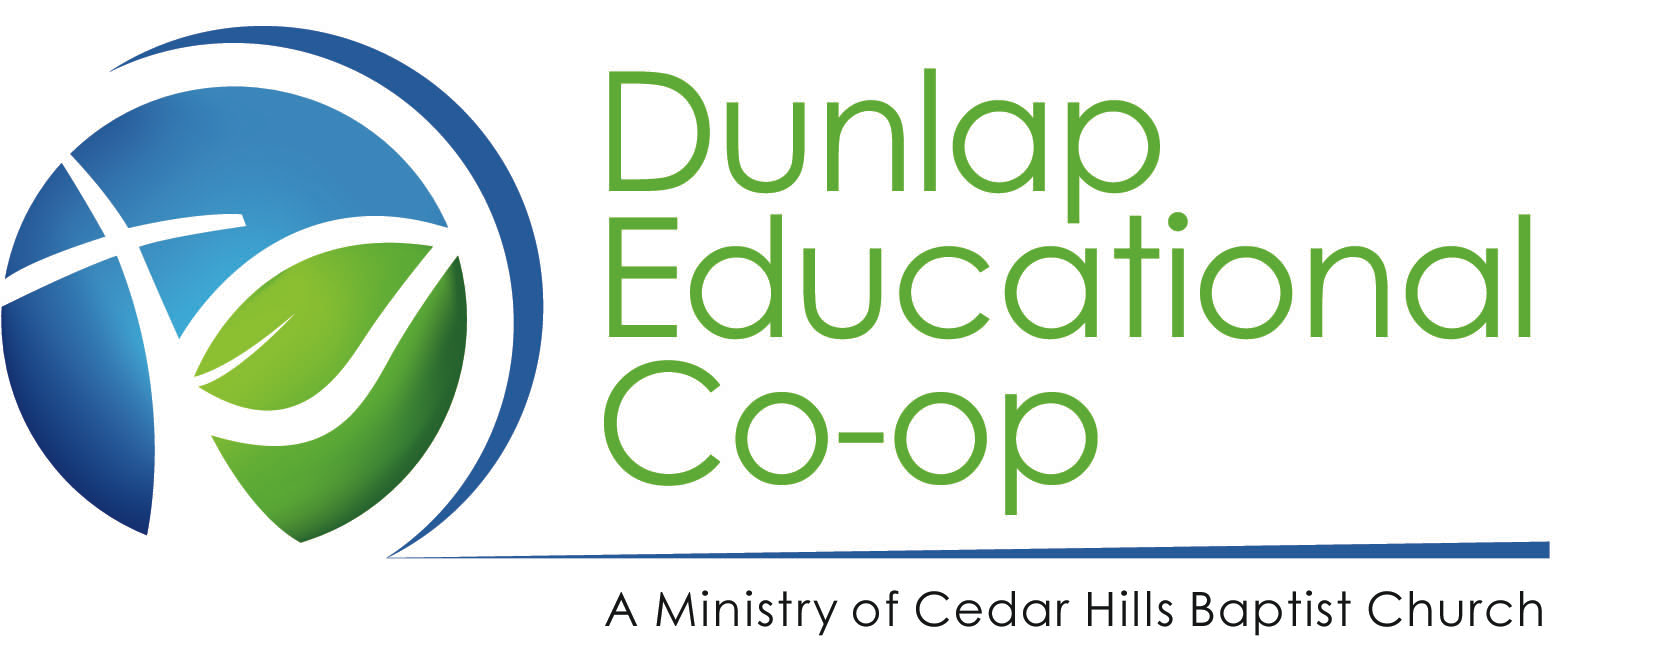 Dunlap
Educational
Co-op
A Ministry of Cedar Hills Baptist Church